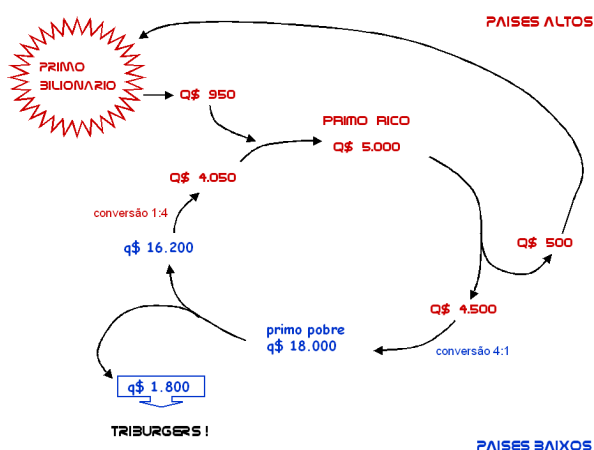 PAISES ALTOS
PRIMO
BILIONARIO
Q$ 950
PRIMO RICO
Q$ 5.000
Q$ 4.050
conversão 1:4
q$ 16.200
Q$ 500
Q$ 4.500
primo pobre
q$ 18.000
conversão 4:1
q$ 1.800
TRIBURGERS !
PAISES BAIXOS